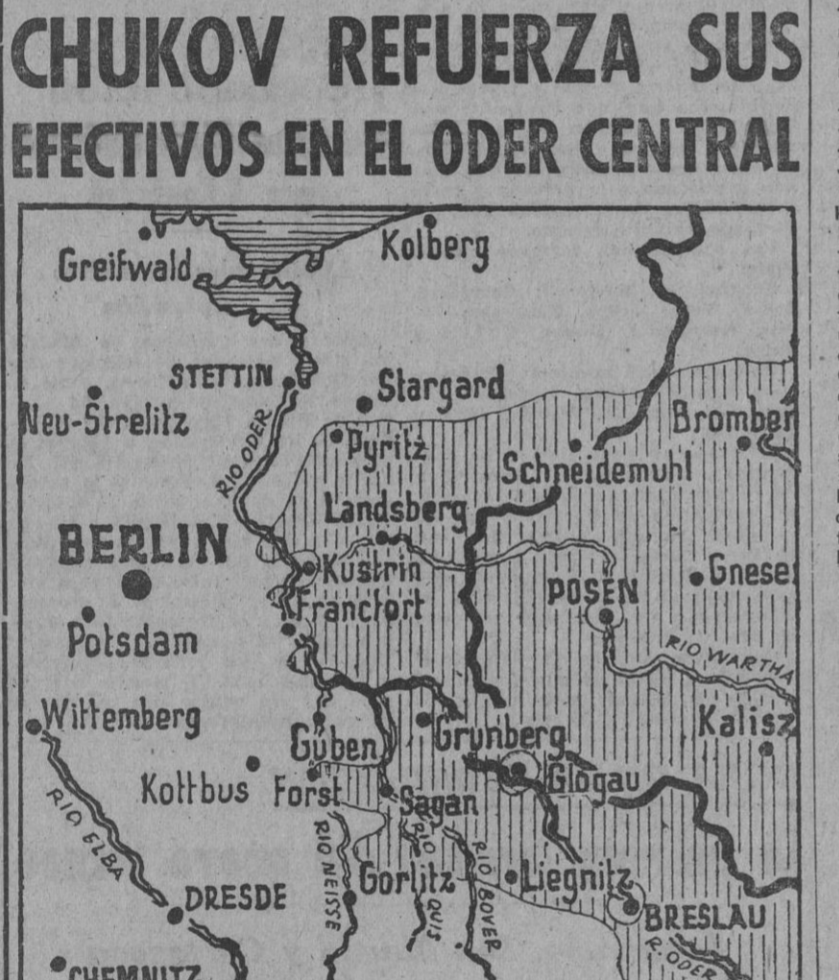 CHUKOV REFUERZA SUS
EFECTIVOS EN EL ODER CENTRAL
Kolberg
Greifwald
STETTIN
Stargard
Neu-Strelitz
Bromber
RIO ODER
Pyritz
Schneidemuhl
Landsberg
BERLIN
Kustrin
Gnese
POSEN
Francfort
Potsdam
RIO WARTHA
Wittemberg
Kalisz
Guben
Grunberg
Kottbus
Forst
Glogau
Sagan
RIO ELBA
RIO NEISSE
RIO QUIS
RIO BOVER
Gorlitz
Liegnitz
DRESDE
BRESLAU
R. ODER
CHEMNITZ